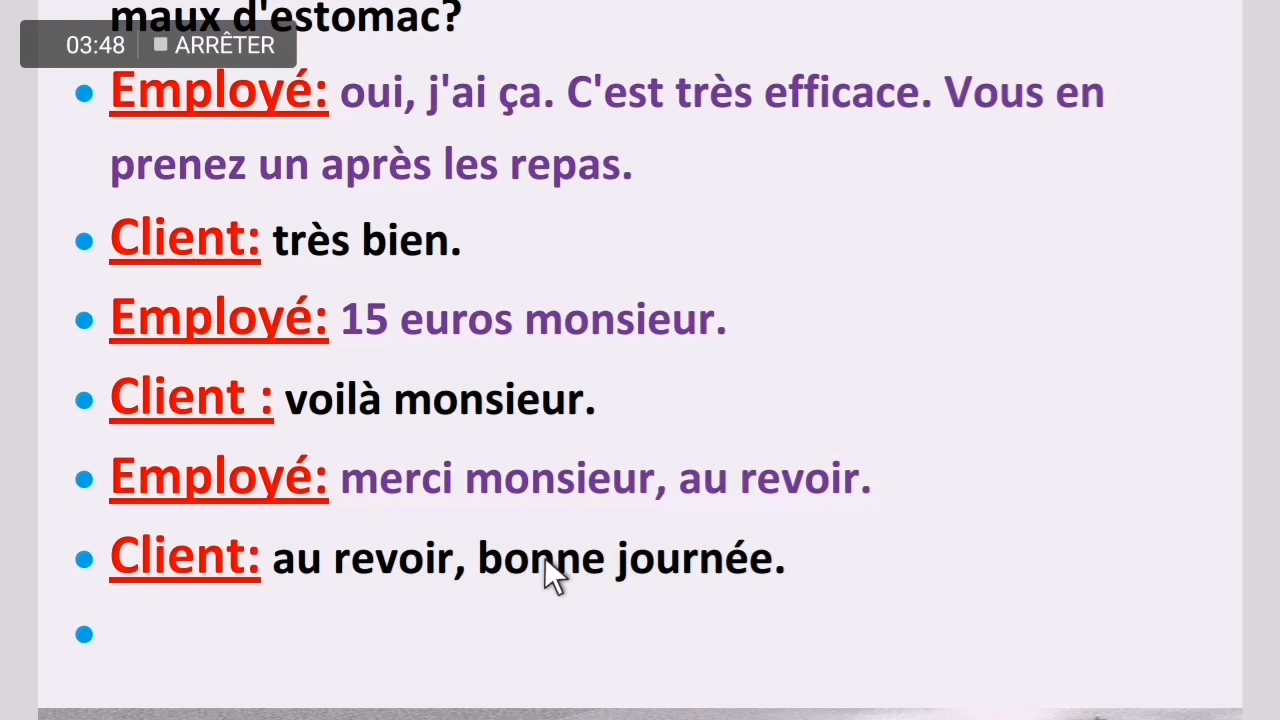 maux d'estomac?
03:48 ARRÊTER
Employé: oui, j'ai ça. C'est très efficace. Vous en
prenez un après les repas.
Client: très bien.
Employé: 15 euros monsieur.
Client : voilà monsieur.
Employé: merci monsieur, au revoir.
Client: au revoir, bonne journée.